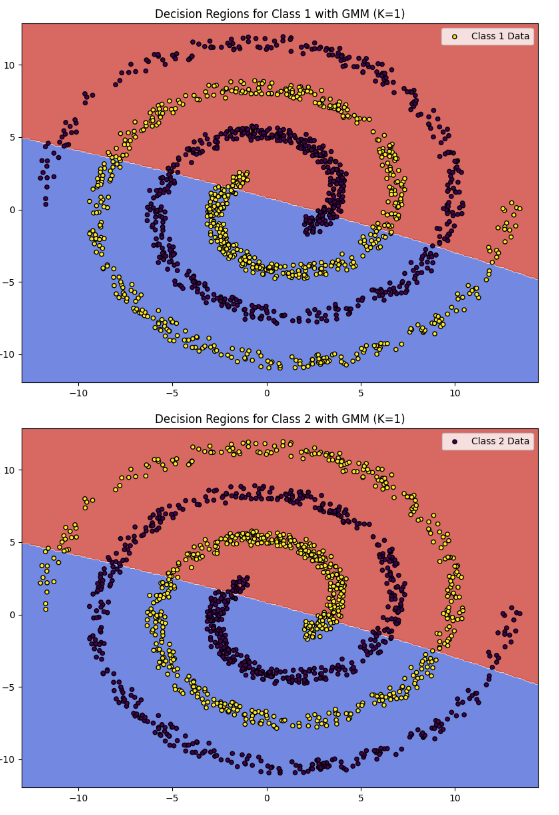 Decision Regions for Class 1 with GMM (K=1)
Class 1 Data
10
5
0
−5
−10
−10 −5 0 5 10
Decision Regions for Class 2 with GMM (K=1)
Class 2 Data
10
5
0
−5
−10
−10 −5 0 5 10